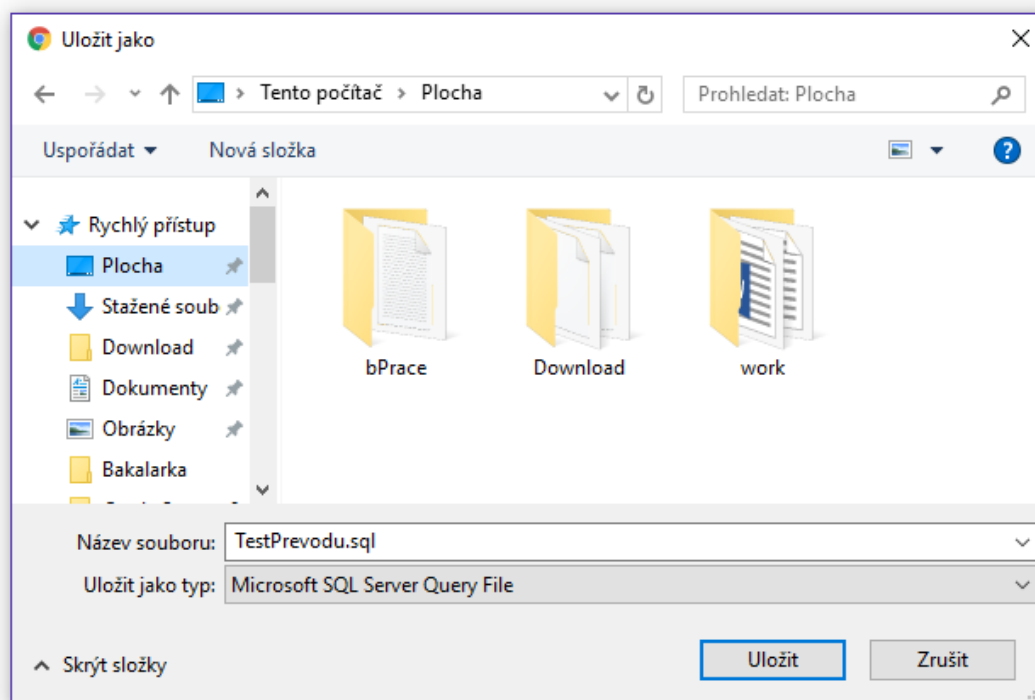 Uložit jako
Tento počítač > Plocha
Prohledat: Plocha
Uspořádat
Nová složka
Rychlý přístup
Plocha
Stažené soub
Download
Dokumenty
Obrázky
Bakalarka
bPrace
Download
work
Název souboru: TestPrevodu.sql
Uložit jako typ: Microsoft SQL Server Query File
Skrýt složky
Uložit
Zrušit